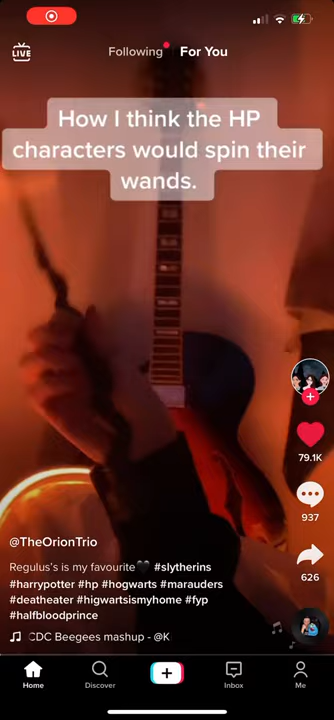 LIVE
Following For You
How I think the HP
characters would spin their
wands.
79.1K
937
626
@TheOrionTrio
Regulus's is my favourite🖤 #slytherins
#harrypotter #hp #hogwarts #marauders
#deatheater #higwartsismyhome #fyp
#halfbloodprince
CDC Beegees mashup - @K
Home Discover Inbox Me